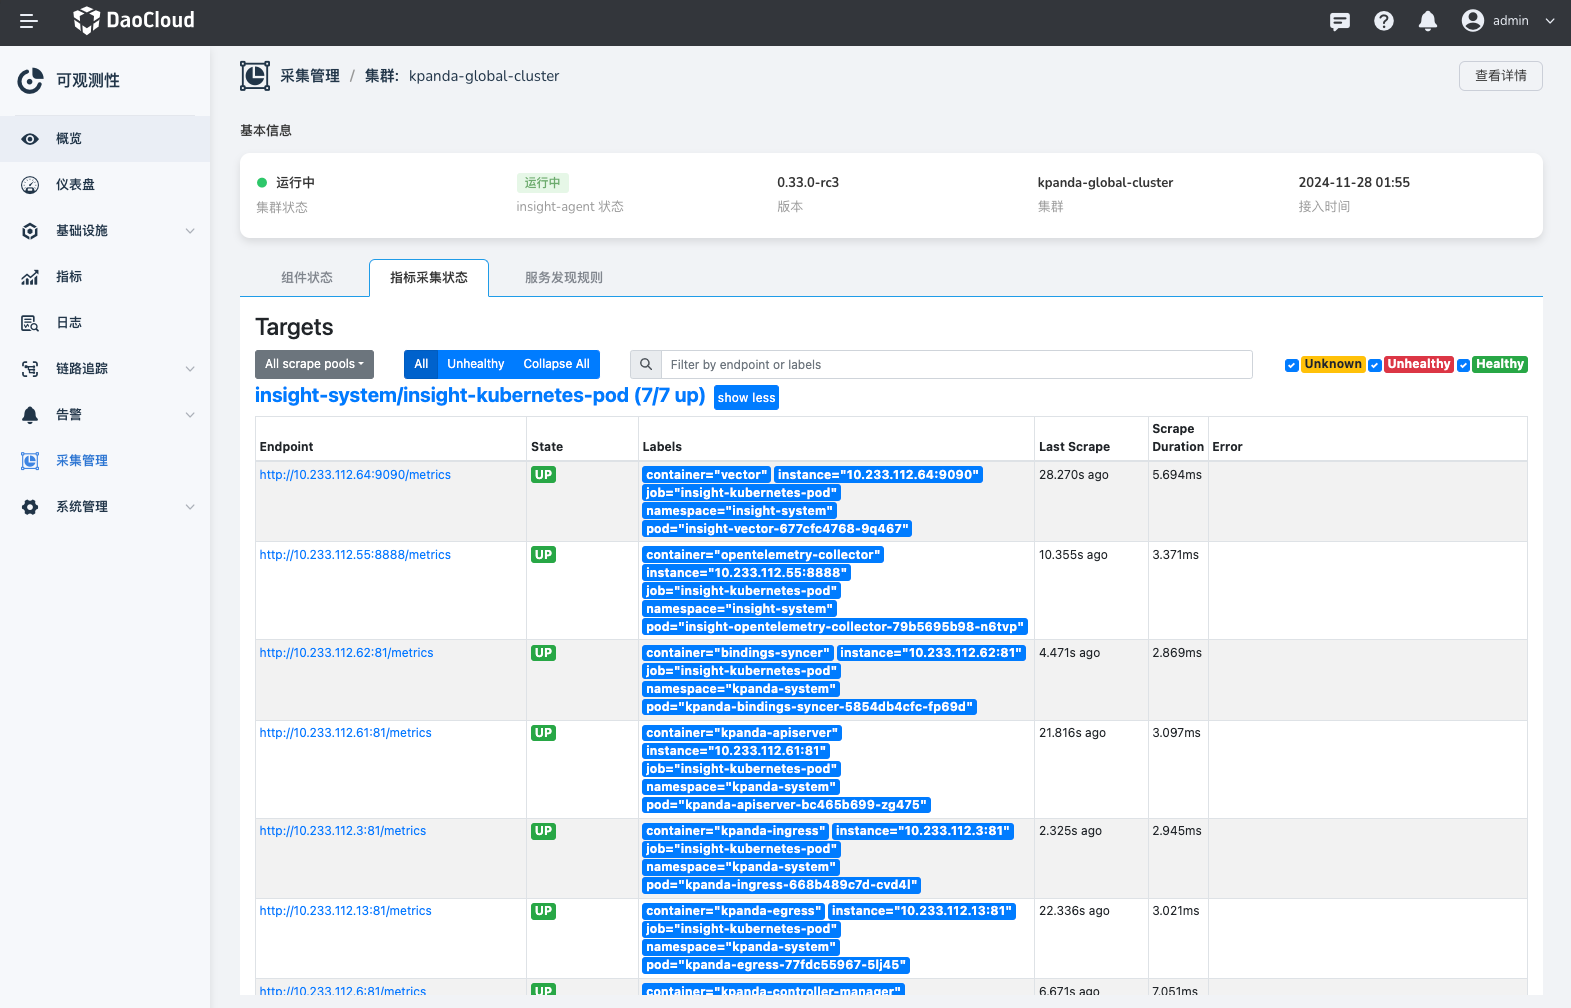 DaoCloud
admin
可观测性
概览
仪表盘
基础设施
指标
日志
链路追踪
告警
采集管理
系统管理
采集管理 / 集群: kpanda-global-cluster
查看详情
基本信息
运行中 运行中 0.33.0-rc3 kpanda-global-cluster 2024-11-28 01:55
集群状态 insight-agent 状态 版本 集群 接入时间
组件状态 指标采集状态 服务发现规则
Targets
All scrape pools All Unhealthy Collapse All Filter by endpoint or labels Unknown Unhealthy Healthy
insight-system/insight-kubernetes-pod (7/7 up) show less
Endpoint State Labels Last Scrape Scrape Duration Error
http://10.233.112.64:9090/metrics UP container="vector" instance="10.233.112.64:9090" 28.270s ago 5.694ms
job="insight-kubernetes-pod"
namespace="insight-system"
pod="insight-vector-677cfc4768-9q467"
http://10.233.112.55:8888/metrics UP container="opentelemetry-collector" 10.355s ago 3.371ms
instance="10.233.112.55:8888"
job="insight-kubernetes-pod"
namespace="insight-system"
pod="insight-opentelemetry-collector-79b5695b98-n6tvp"
http://10.233.112.62:81/metrics UP container="bindings-syncer" instance="10.233.112.62:81" 4.471s ago 2.869ms
job="insight-kubernetes-pod"
namespace="kpanda-system"
pod="kpanda-bindings-syncer-5854db4cfc-fp69d"
http://10.233.112.61:81/metrics UP container="kpanda-apiserver" 21.816s ago 3.097ms
instance="10.233.112.61:81"
job="insight-kubernetes-pod"
namespace="kpanda-system"
pod="kpanda-apiserver-bc465b699-zg475"
http://10.233.112.3:81/metrics UP container="kpanda-ingress" instance="10.233.112.3:81" 2.325s ago 2.945ms
job="insight-kubernetes-pod"
namespace="kpanda-system"
pod="kpanda-ingress-668b489c7d-cvd4l"
http://10.233.112.13:81/metrics UP container="kpanda-egress" instance="10.233.112.13:81" 22.336s ago 3.021ms
job="insight-kubernetes-pod"
namespace="kpanda-system"
pod="kpanda-egress-77fdc55967-5lj45"
http://10.233.112.6:81/metrics UP container="kpanda-controller-manager" 6.671s ago 7.051ms